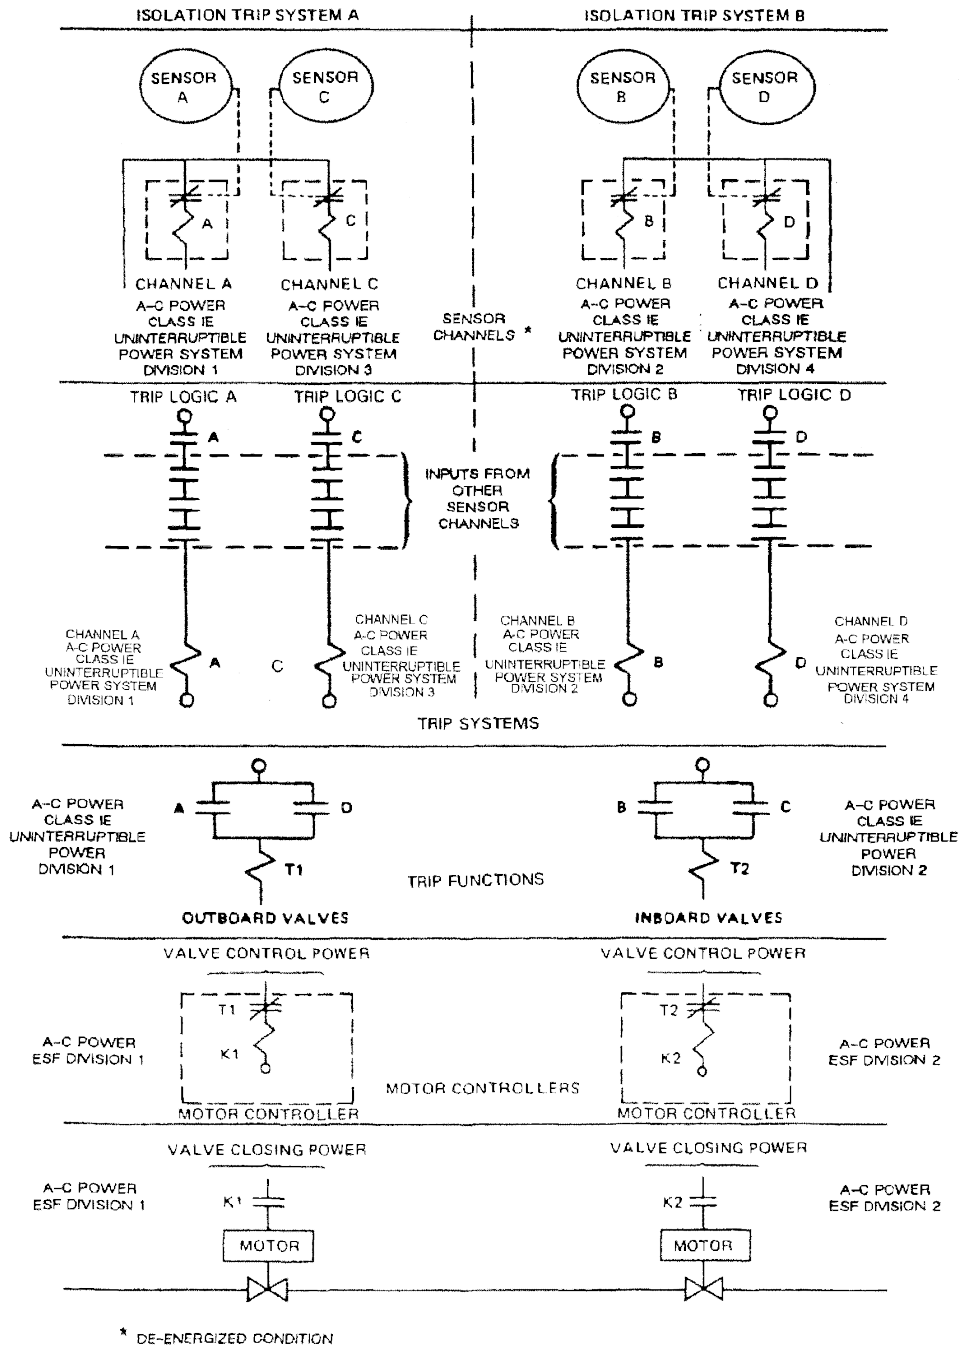 ISOLATION TRIP SYSTEM A
ISOLATION TRIP SYSTEM B
SENSOR
A
SENSOR
C
SENSOR
B
SENSOR
D
A
C
B
D
CHANNEL A
A-C POWER
CLASS IE
UNINTERRUPTIBLE
POWER SYSTEM
DIVISION 1
CHANNEL C
A-C POWER
CLASS IE
UNINTERRUPTIBLE
POWER SYSTEM
DIVISION 3
SENSOR
CHANNELS *
CHANNEL B
A-C POWER
CLASS IE
UNINTERRUPTIBLE
POWER SYSTEM
DIVISION 2
CHANNEL D
A-C POWER
CLASS IE
UNINTERRUPTIBLE
POWER SYSTEM
DIVISION 4
TRIP LOGIC A
TRIP LOGIC C
TRIP LOGIC B
TRIP LOGIC D
A
C
B
D
INPUTS FROM
OTHER
SENSOR
CHANNELS
CHANNEL A
A-C POWER
CLASS IE
UNINTERRUPTIBLE
POWER SYSTEM
DIVISION 1
A
C
CHANNEL C
A-C POWER
CLASS IE
UNINTERRUPTIBLE
POWER SYSTEM
DIVISION 3
CHANNEL B
A-C POWER
CLASS IE
UNINTERRUPTIBLE
POWER SYSTEM
DIVISION 2
B
D
CHANNEL D
A-C POWER
CLASS IE
UNINTERRUPTIBLE
POWER SYSTEM
DIVISION 4
TRIP SYSTEMS
A-C POWER
CLASS IE
UNINTERRUPTIBLE
POWER
DIVISION 1
A
D
T1
OUTBOARD VALVES
TRIP FUNCTIONS
B
C
T2
INBOARD VALVES
A-C POWER
CLASS IE
UNINTERRUPTIBLE
POWER
DIVISION 2
VALVE CONTROL POWER
VALVE CONTROL POWER
A-C POWER
ESF DIVISION 1
T1
K1
MOTOR CONTROLLER
MOTOR CONTROLLERS
T2
K2
MOTOR CONTROLLER
A-C POWER
ESF DIVISION 2
VALVE CLOSING POWER
VALVE CLOSING POWER
A-C POWER
ESF DIVISION 1
K1
MOTOR
K2
MOTOR
A-C POWER
ESF DIVISION 2
* DE-ENERGIZED CONDITION